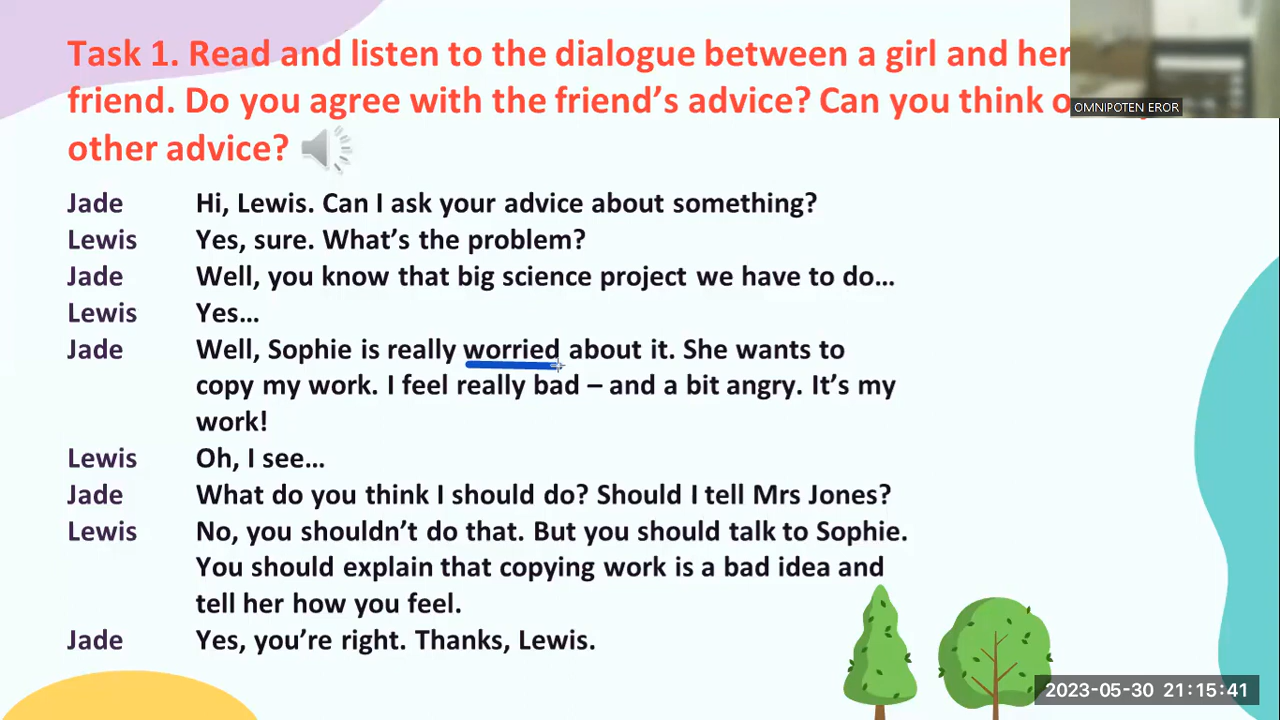 Task 1. Read and listen to the dialogue between a girl and her
friend. Do you agree with the friend’s advice? Can you think
other advice?
OMNIPOTEN EROR
Jade Hi, Lewis. Can I ask your advice about something?
Lewis Yes, sure. What’s the problem?
Jade Well, you know that big science project we have to do…
Lewis Yes…
Jade Well, Sophie is really worried about it. She wants to
copy my work. I feel really bad – and a bit angry. It’s my
work!
Lewis Oh, I see…
Jade What do you think I should do? Should I tell Mrs Jones?
Lewis No, you shouldn’t do that. But you should talk to Sophie.
You should explain that copying work is a bad idea and
tell her how you feel.
Jade Yes, you’re right. Thanks, Lewis.
2023-05-30 21:15:41